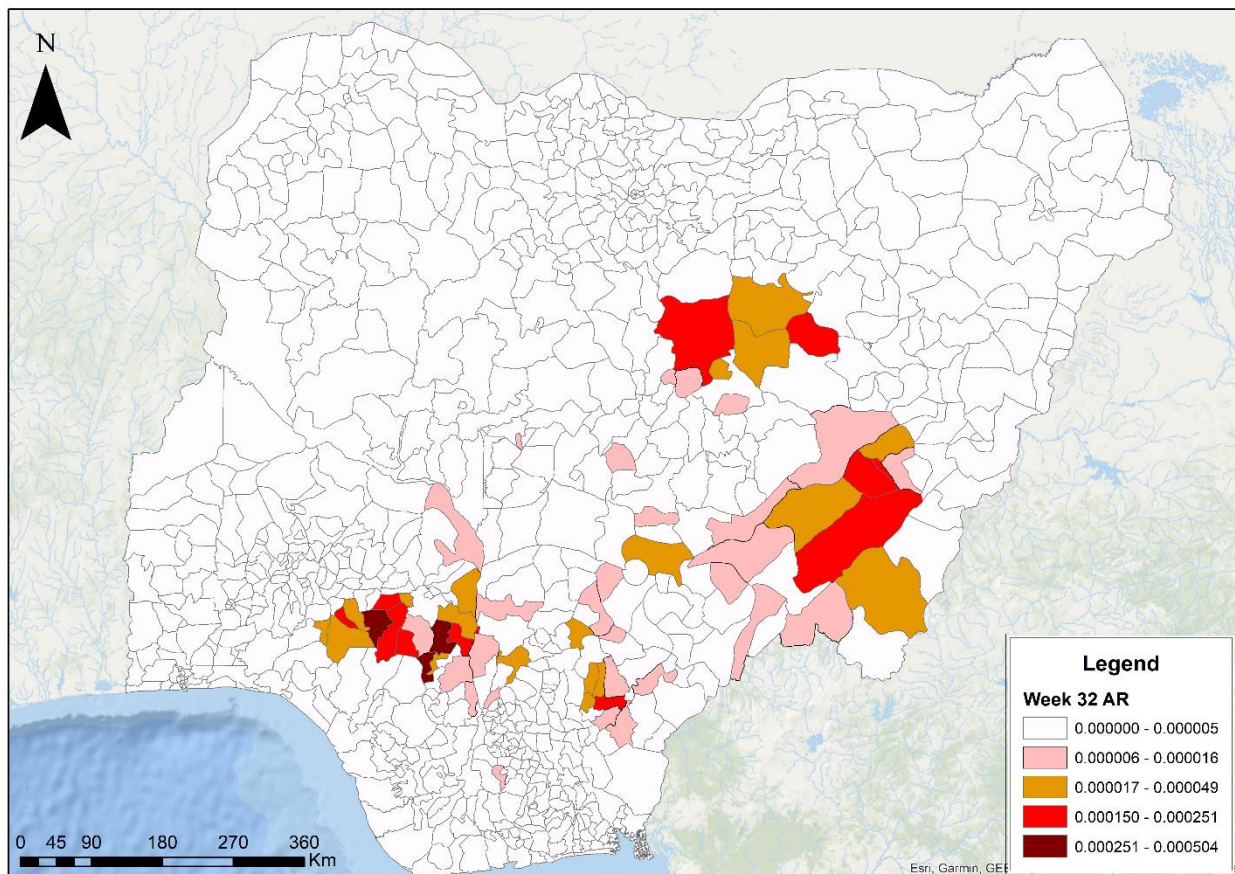 N
Legend
Week 32 AR
0.000000 - 0.000005
0.000006 - 0.000016
0.000017 - 0.000049
0.000150 - 0.000251
0.000251 - 0.000504
0 45 90 180 270 360
Km
Esri, Garmin,